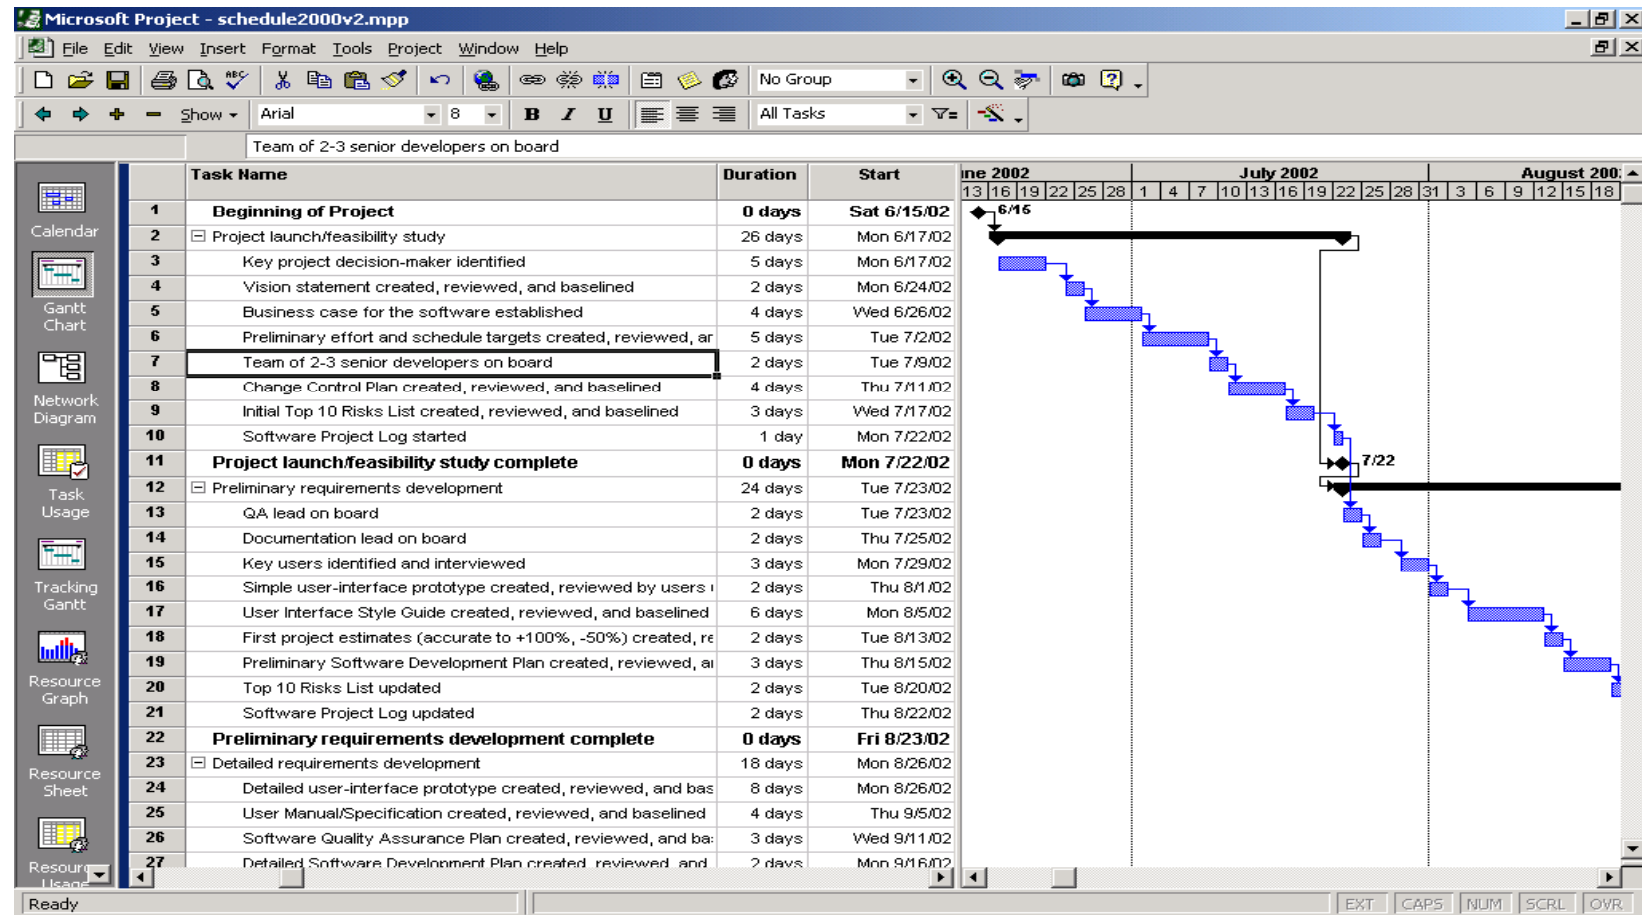 Microsoft Project - schedule2000v2.mpp
File Edit View Insert Format Tools Project Window Help
No Group
Show Arial 8 B I U All Tasks
Team of 2-3 senior developers on board
Task Name Duration Start ne 2002 July 2002 August 200
13 16 19 22 25 28 1 4 7 10 13 16 19 22 25 28 31 3 6 9 12 15 18
1 Beginning of Project 0 days Sat 6/15/02 6/15
2 Project launch/feasibility study 26 days Mon 6/17/02
3 Key project decision-maker identified 5 days Mon 6/17/02
4 Vision statement created, reviewed, and baselined 2 days Mon 6/24/02
5 Business case for the software established 4 days Wed 6/26/02
6 Preliminary effort and schedule targets created, reviewed, ar 5 days Tue 7/2/02
7 Team of 2-3 senior developers on board 2 days Tue 7/9/02
8 Change Control Plan created, reviewed, and baselined 4 days Thu 7/11/02
9 Initial Top 10 Risks List created, reviewed, and baselined 3 days Wed 7/17/02
10 Software Project Log started 1 day Mon 7/22/02
11 Project launch/feasibility study complete 0 days Mon 7/22/02 7/22
12 Preliminary requirements development 24 days Tue 7/23/02
13 QA lead on board 2 days Tue 7/23/02
14 Documentation lead on board 2 days Thu 7/25/02
15 Key users identified and interviewed 3 days Mon 7/29/02
16 Simple user-interface prototype created, reviewed by users 2 days Thu 8/1/02
17 User Interface Style Guide created, reviewed, and baselined 6 days Mon 8/5/02
18 First project estimates (accurate to +100%, -50%) created, re 2 days Tue 8/13/02
19 Preliminary Software Development Plan created, reviewed, a 3 days Thu 8/15/02
20 Top 10 Risks List updated 2 days Tue 8/20/02
21 Software Project Log updated 2 days Thu 8/22/02
22 Preliminary requirements development complete 0 days Fri 8/23/02
23 Detailed requirements development 18 days Mon 8/26/02
24 Detailed user-interface prototype created, reviewed, and bas 8 days Mon 8/26/02
25 User Manual/Specification created, reviewed, and baselined 4 days Thu 9/5/02
26 Software Quality Assurance Plan created, reviewed, and ba 3 days Wed 9/11/02
27 Detailed Software Development Plan created, reviewed, and 2 days Mon 9/16/02
Calendar
Gantt
Chart
Network
Diagram
Task
Usage
Tracking
Gantt
Resource
Graph
Resource
Sheet
Resour
Usage
Ready EXT CAPS NUM SCRL OVR